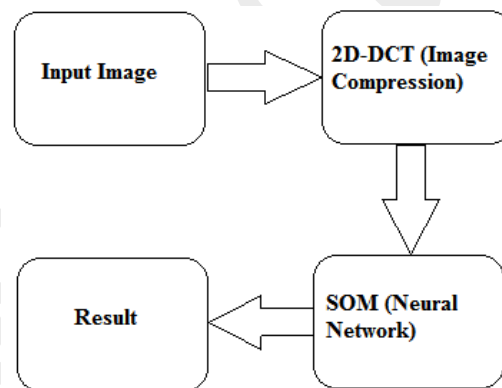 Input Image
2D-DCT (Image
Compression)
SOM (Neural
Network)
Result